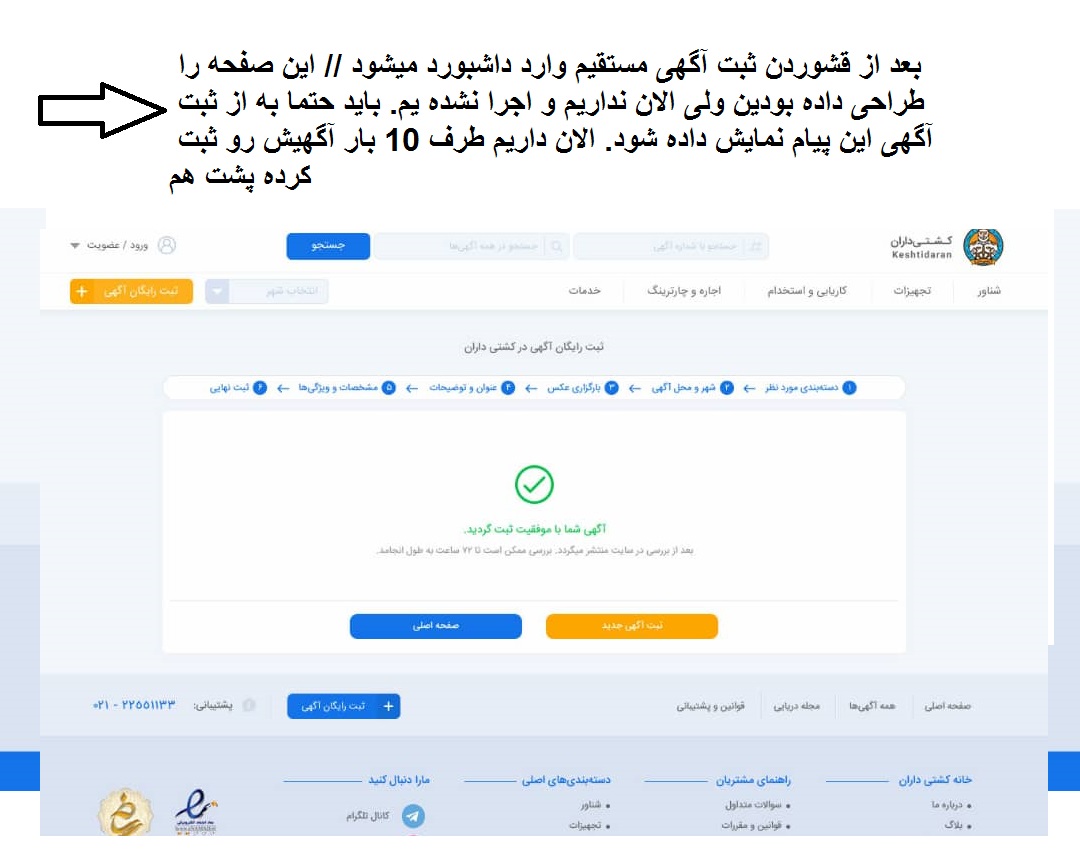 بعد از قشوردن ثبت آگهی مستقیم وارد داشبورد میشود // این صفحه را
طراحی داده بودین ولی الان نداریم و اجرا نشده یم. باید حتما به از ثبت
آگهی این پیام نمایش داده شود. الان داریم طرف 10 بار آگهیش رو ثبت
کرده پشت هم
کـشـتـی‌داران
Keshtidaran
جستجو با شماره آگهی
جستجو در همه آگهی‌ها
جستجو
ورود / عضویت
شناور
تجهیزات
کاریابی و استخدام
اجاره و چارترینگ
خدمات
انتخاب شهر
ثبت رایگان آگهی +
ثبت رایگان آگهی در کشتی داران
۱ دسته‌بندی مورد نظر ← ۲ شهر و محل آگهی ← ۳ بارگزاری عکس ← ۴ عنوان و توضیحات ← ۵ مشخصات و ویژگی‌ها ← ۶ ثبت نهایی
آگهی شما با موفقیت ثبت گردید.
بعد از بررسی در سایت منتشر میگردد. بررسی ممکن است تا ۷۲ ساعت به طول انجامد.
ثبت آگهی جدید
صفحه اصلی
صفحه اصلی
همه آگهی‌ها
مجله دریایی
قوانین و پشتیبانی
+ ثبت رایگان آگهی
پشتیبانی: ۰۲۱ - ۲۲۵۵۱۱۳۳
خانه کشتی داران
راهنمای مشتریان
دسته‌بندی‌های اصلی
مارا دنبال کنید
• درباره ما
• سوالات متداول
• شناور
کانال تلگرام
• بلاگ
• قوانین و مقررات
• تجهیزات